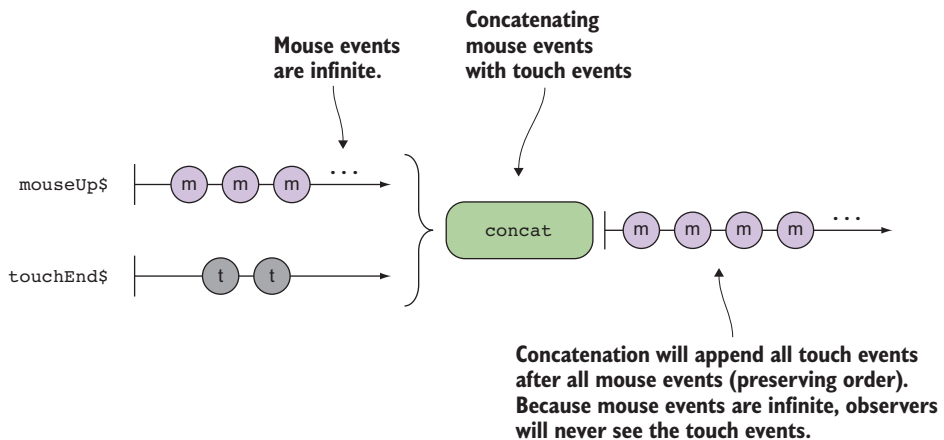 Concatenating
mouse events
with touch events
Mouse events
are infinite.
mouseUp$
m m m ...
concat
m m m m ...
touchEnd$
t t
Concatenation will append all touch events
after all mouse events (preserving order).
Because mouse events are infinite, observers
will never see the touch events.